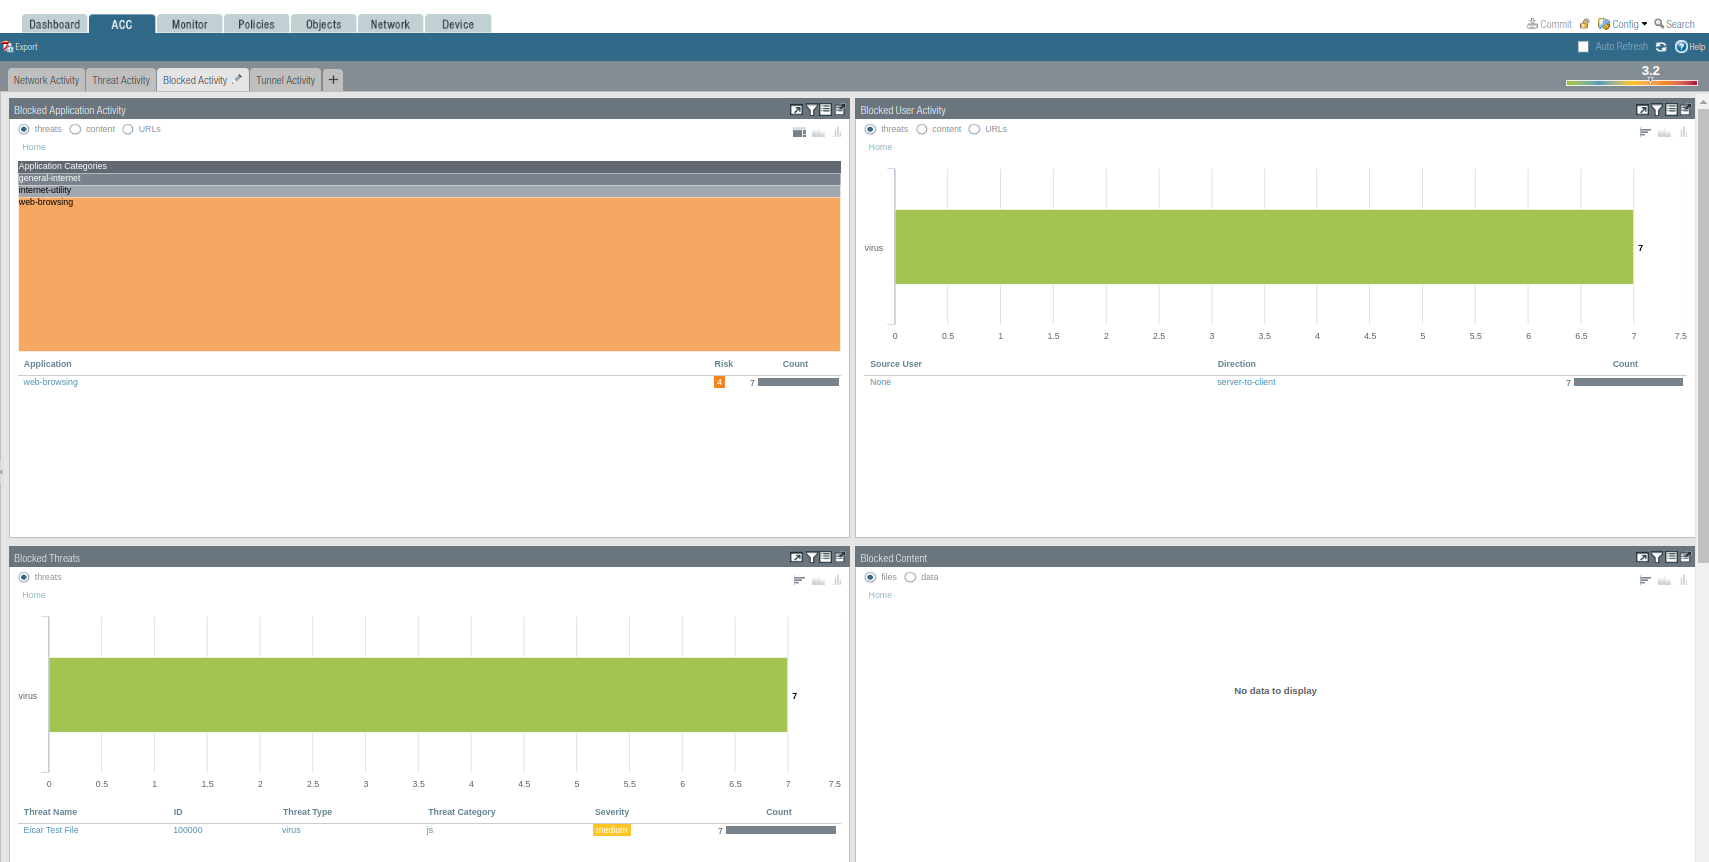 Dashboard ACC Monitor Policies Objects Network Device
Commit Config Search
Export Auto Refresh Help
Network Activity Threat Activity Blocked Activity Tunnel Activity + 3.2
Blocked Application Activity
threats content URLs
Home
Application Categories
general-internet
internet-utility
web-browsing
Application Risk Count
web-browsing 4 7
Blocked User Activity
threats content URLs
Home
virus 7
0 0.5 1 1.5 2 2.5 3 3.5 4 4.5 5 5.5 6 6.5 7 7.5
Source User Direction Count
None server-to-client 7
Blocked Threats
threats
Home
virus 7
0 0.5 1 1.5 2 2.5 3 3.5 4 4.5 5 5.5 6 6.5 7 7.5
Threat Name ID Threat Type Threat Category Severity Count
Eicar Test File 100000 virus js medium 7
Blocked Content
files data
Home
No data to display